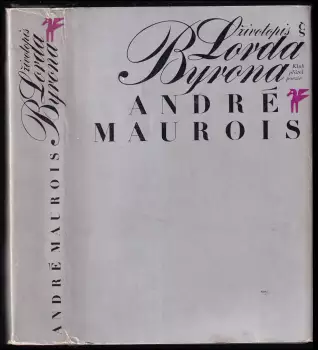 životopis
Lorda
Byrona
Klub
přátel
poezie
ANDRÉ
MAUROIS
životopis
Lorda
Byrona
ANDRÉ MAUROIS